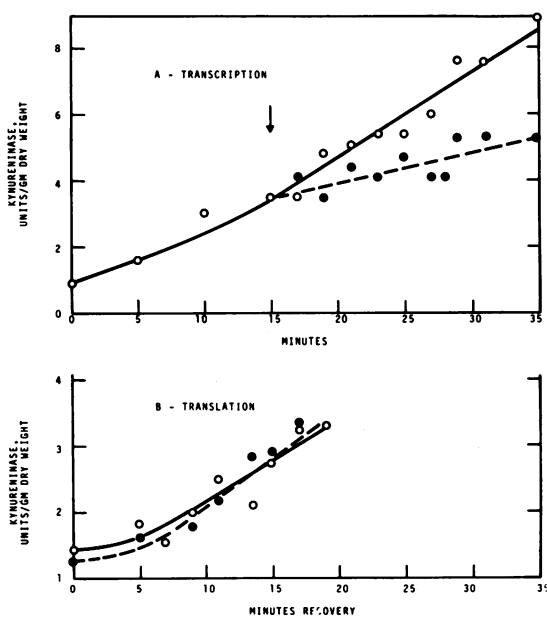 A - TRANSCRIPTION
KYNURENINASE,
UNITS/GM DRY WEIGHT
8
6
4
2
0
0 5 10 15 20 25 30 35
MINUTES
B - TRANSLATION
KYNURENINASE,
UNITS/GM DRY WEIGHT
4
3
2
1
0 5 10 15 20 25 30 35
MINUTES RECOVERY